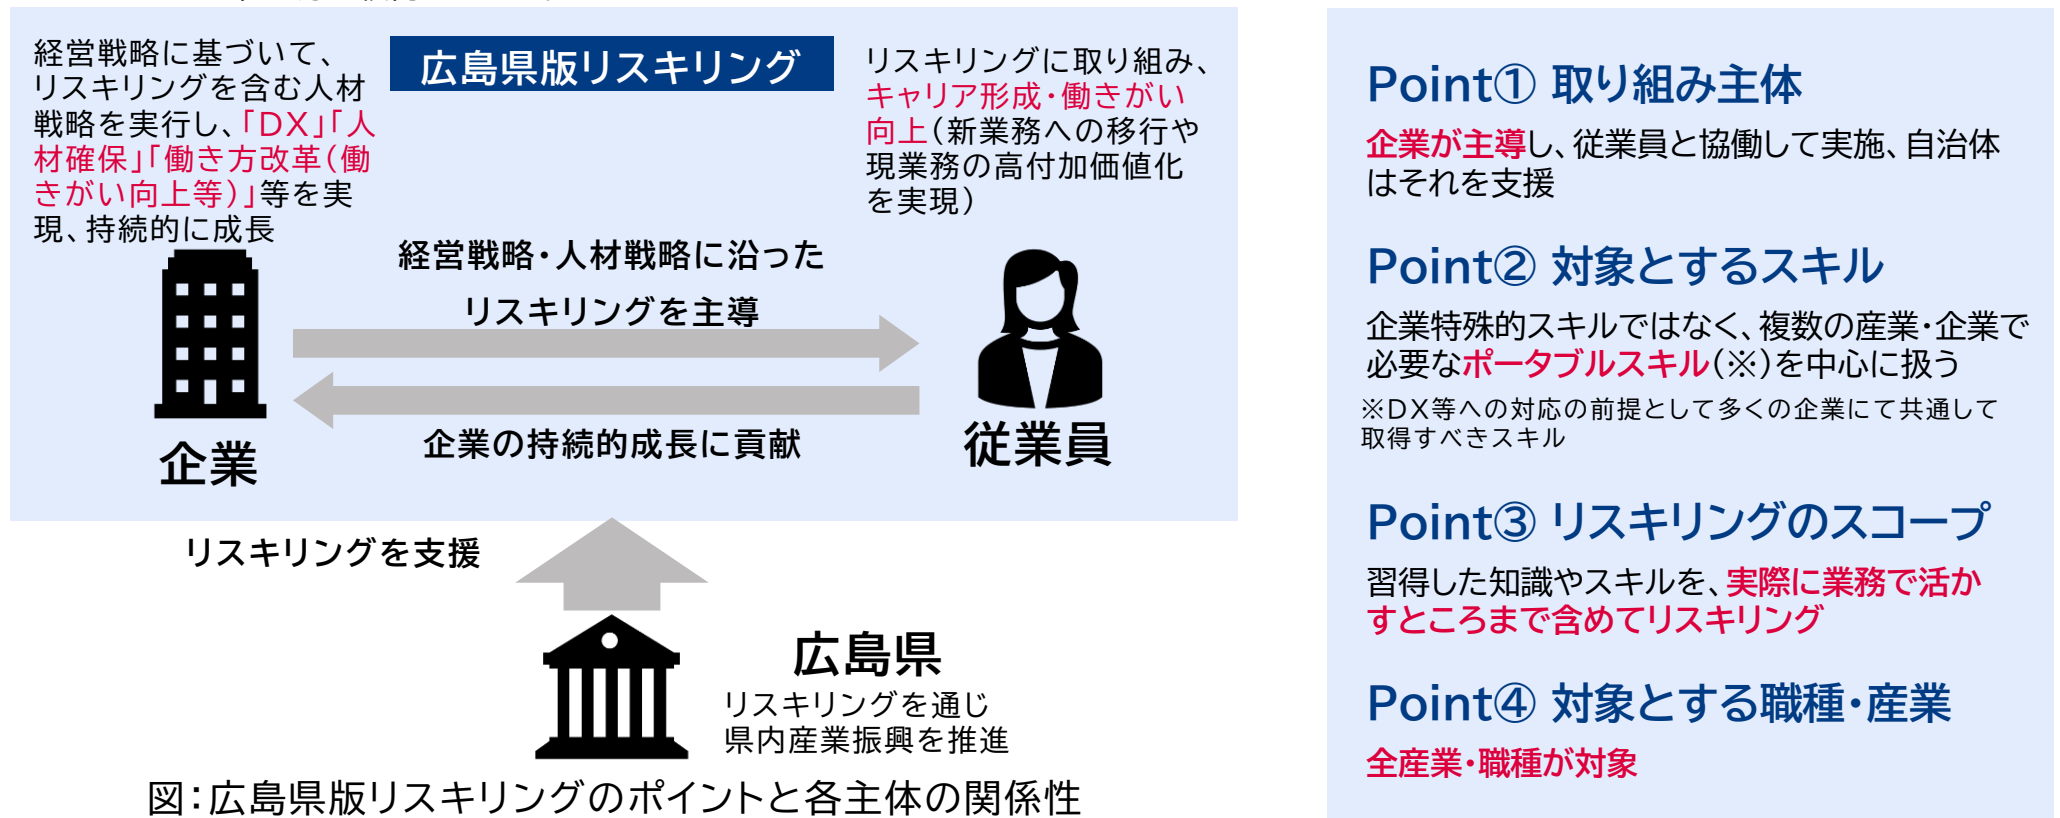 経営戦略に基づいて、
リスキリングを含む人材
戦略を実行し、「DX」「人
材確保」「働き方改革(働
きがい向上等)」等を実
現、持続的に成長
広島県版リスキリング
リスキリングに取り組み、
キャリア形成・働きがい
向上(新業務への移行や
現業務の高付加価値化
を実現)
経営戦略・人材戦略に沿った
リスキリングを主導
企業の持続的成長に貢献
企業
従業員
リスキリングを支援
広島県
リスキリングを通じ
県内産業振興を推進
図:広島県版リスキリングのポイントと各主体の関係性
Point① 取り組み主体
企業が主導し、従業員と協働して実施、自治体
はそれを支援
Point② 対象とするスキル
企業特殊的スキルではなく、複数の産業・企業で
必要なポータブルスキル(※)を中心に扱う
※DX等への対応の前提として多くの企業にて共通して
取得すべきスキル
Point③ リスキリングのスコープ
習得した知識やスキルを、実際に業務で活か
すところまで含めてリスキリング
Point④ 対象とする職種・産業
全産業・職種が対象